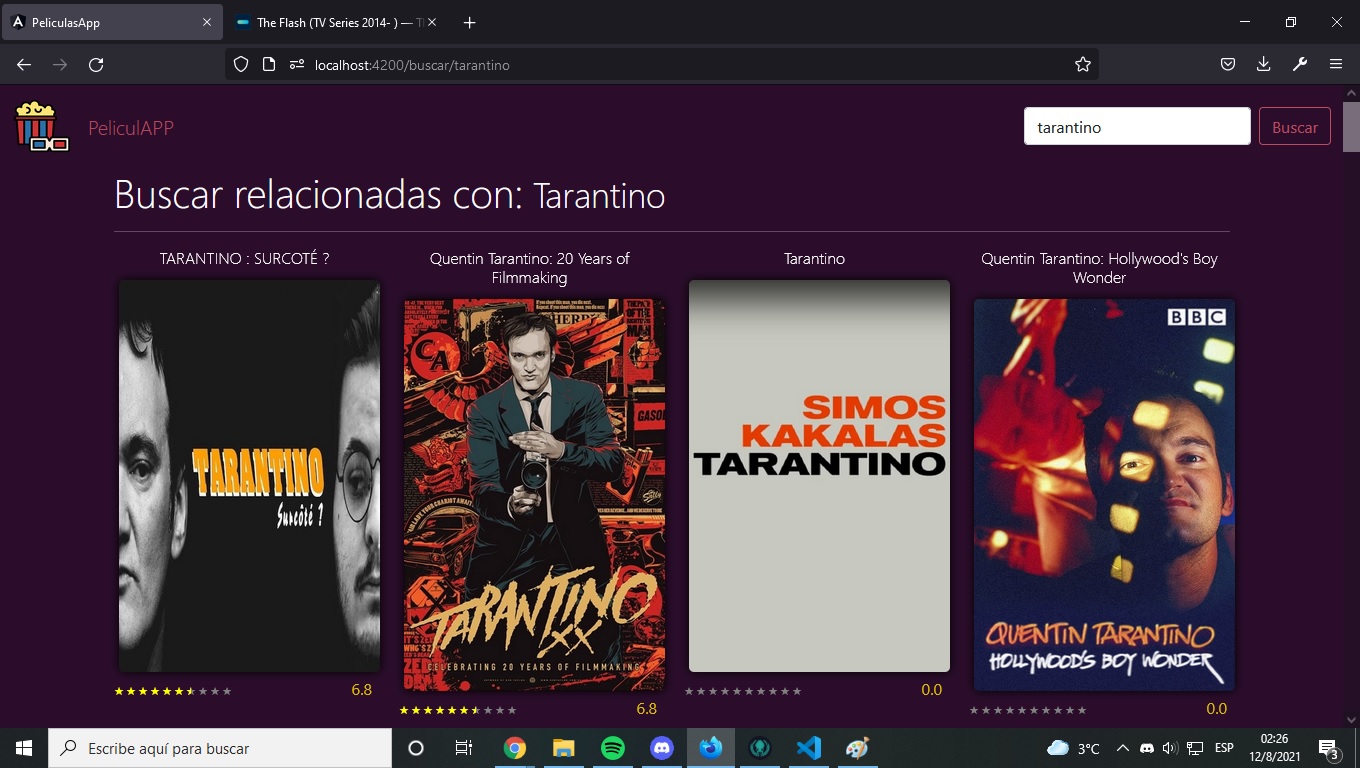 PeliculasApp
The Flash (TV Series 2014- ) — T
localhost:4200/buscar/tarantino
PeliculAPP
tarantino
Buscar
Buscar relacionadas con: Tarantino
TARANTINO : SURCOTÉ ?
Quentin Tarantino: 20 Years of
Filmmaking
Tarantino
Quentin Tarantino: Hollywood's Boy
Wonder
TARANTINO
Surcôté ?
CA
GASOL
Sally
TARANTINO
XX
CELEBRATING 20 YEARS OF FILMMAKING
SIMOS
KAKALAS
TARANTINO
BBC
QUENTIN TARANTINO
HOLLYWOOD'S BOY WONDER
6.8
6.8
0.0
0.0
Escribe aquí para buscar
3°C
ESP
02:26
12/8/2021
3